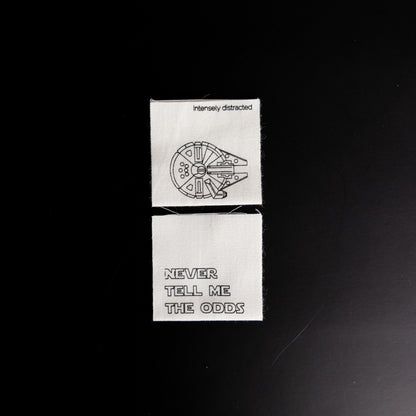 intensely distracted
NEVER
TELL ME
THE ODDS